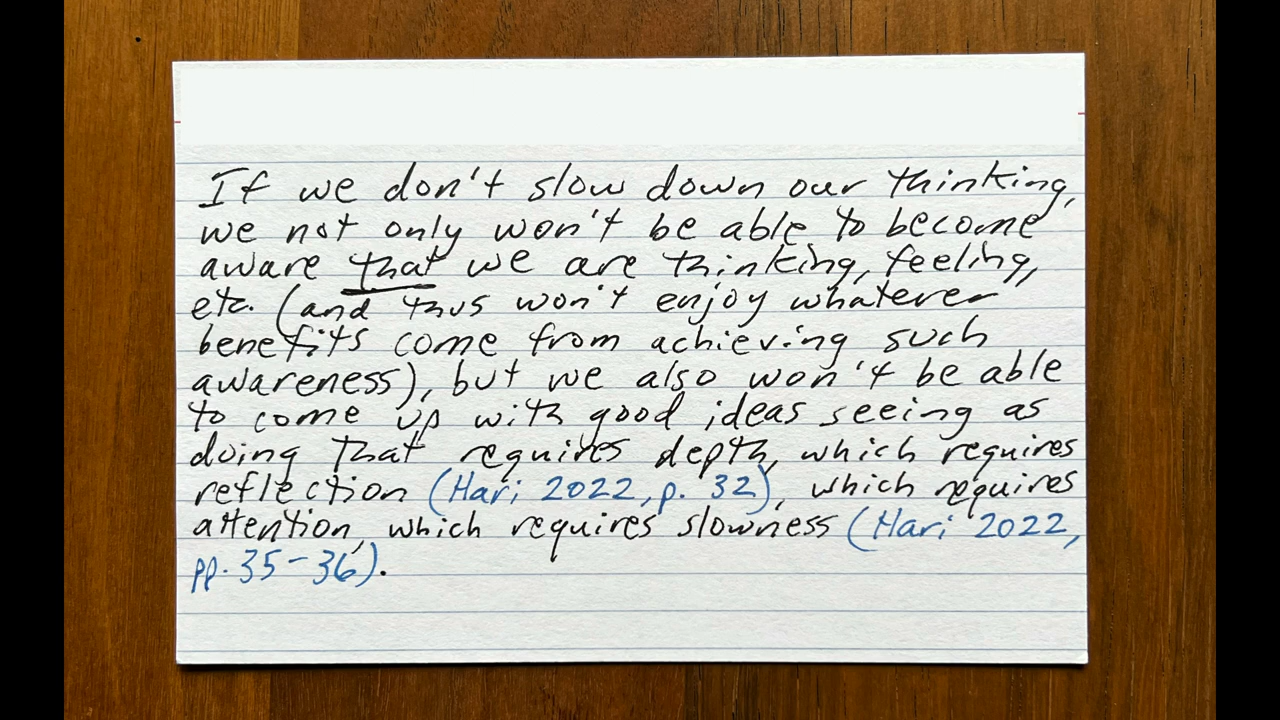 If we don't slow down our thinking,
we not only won't be able to become
aware that we are thinking, feeling,
etc. (and thus won't enjoy whatever
benefits come from achieving such
awareness), but we also won't be able
to come up with good ideas seeing as
doing that requires depth, which requires
reflection (Hari 2022, p. 32), which requires
attention, which requires slowness (Hari 2022,
pp. 35-36).